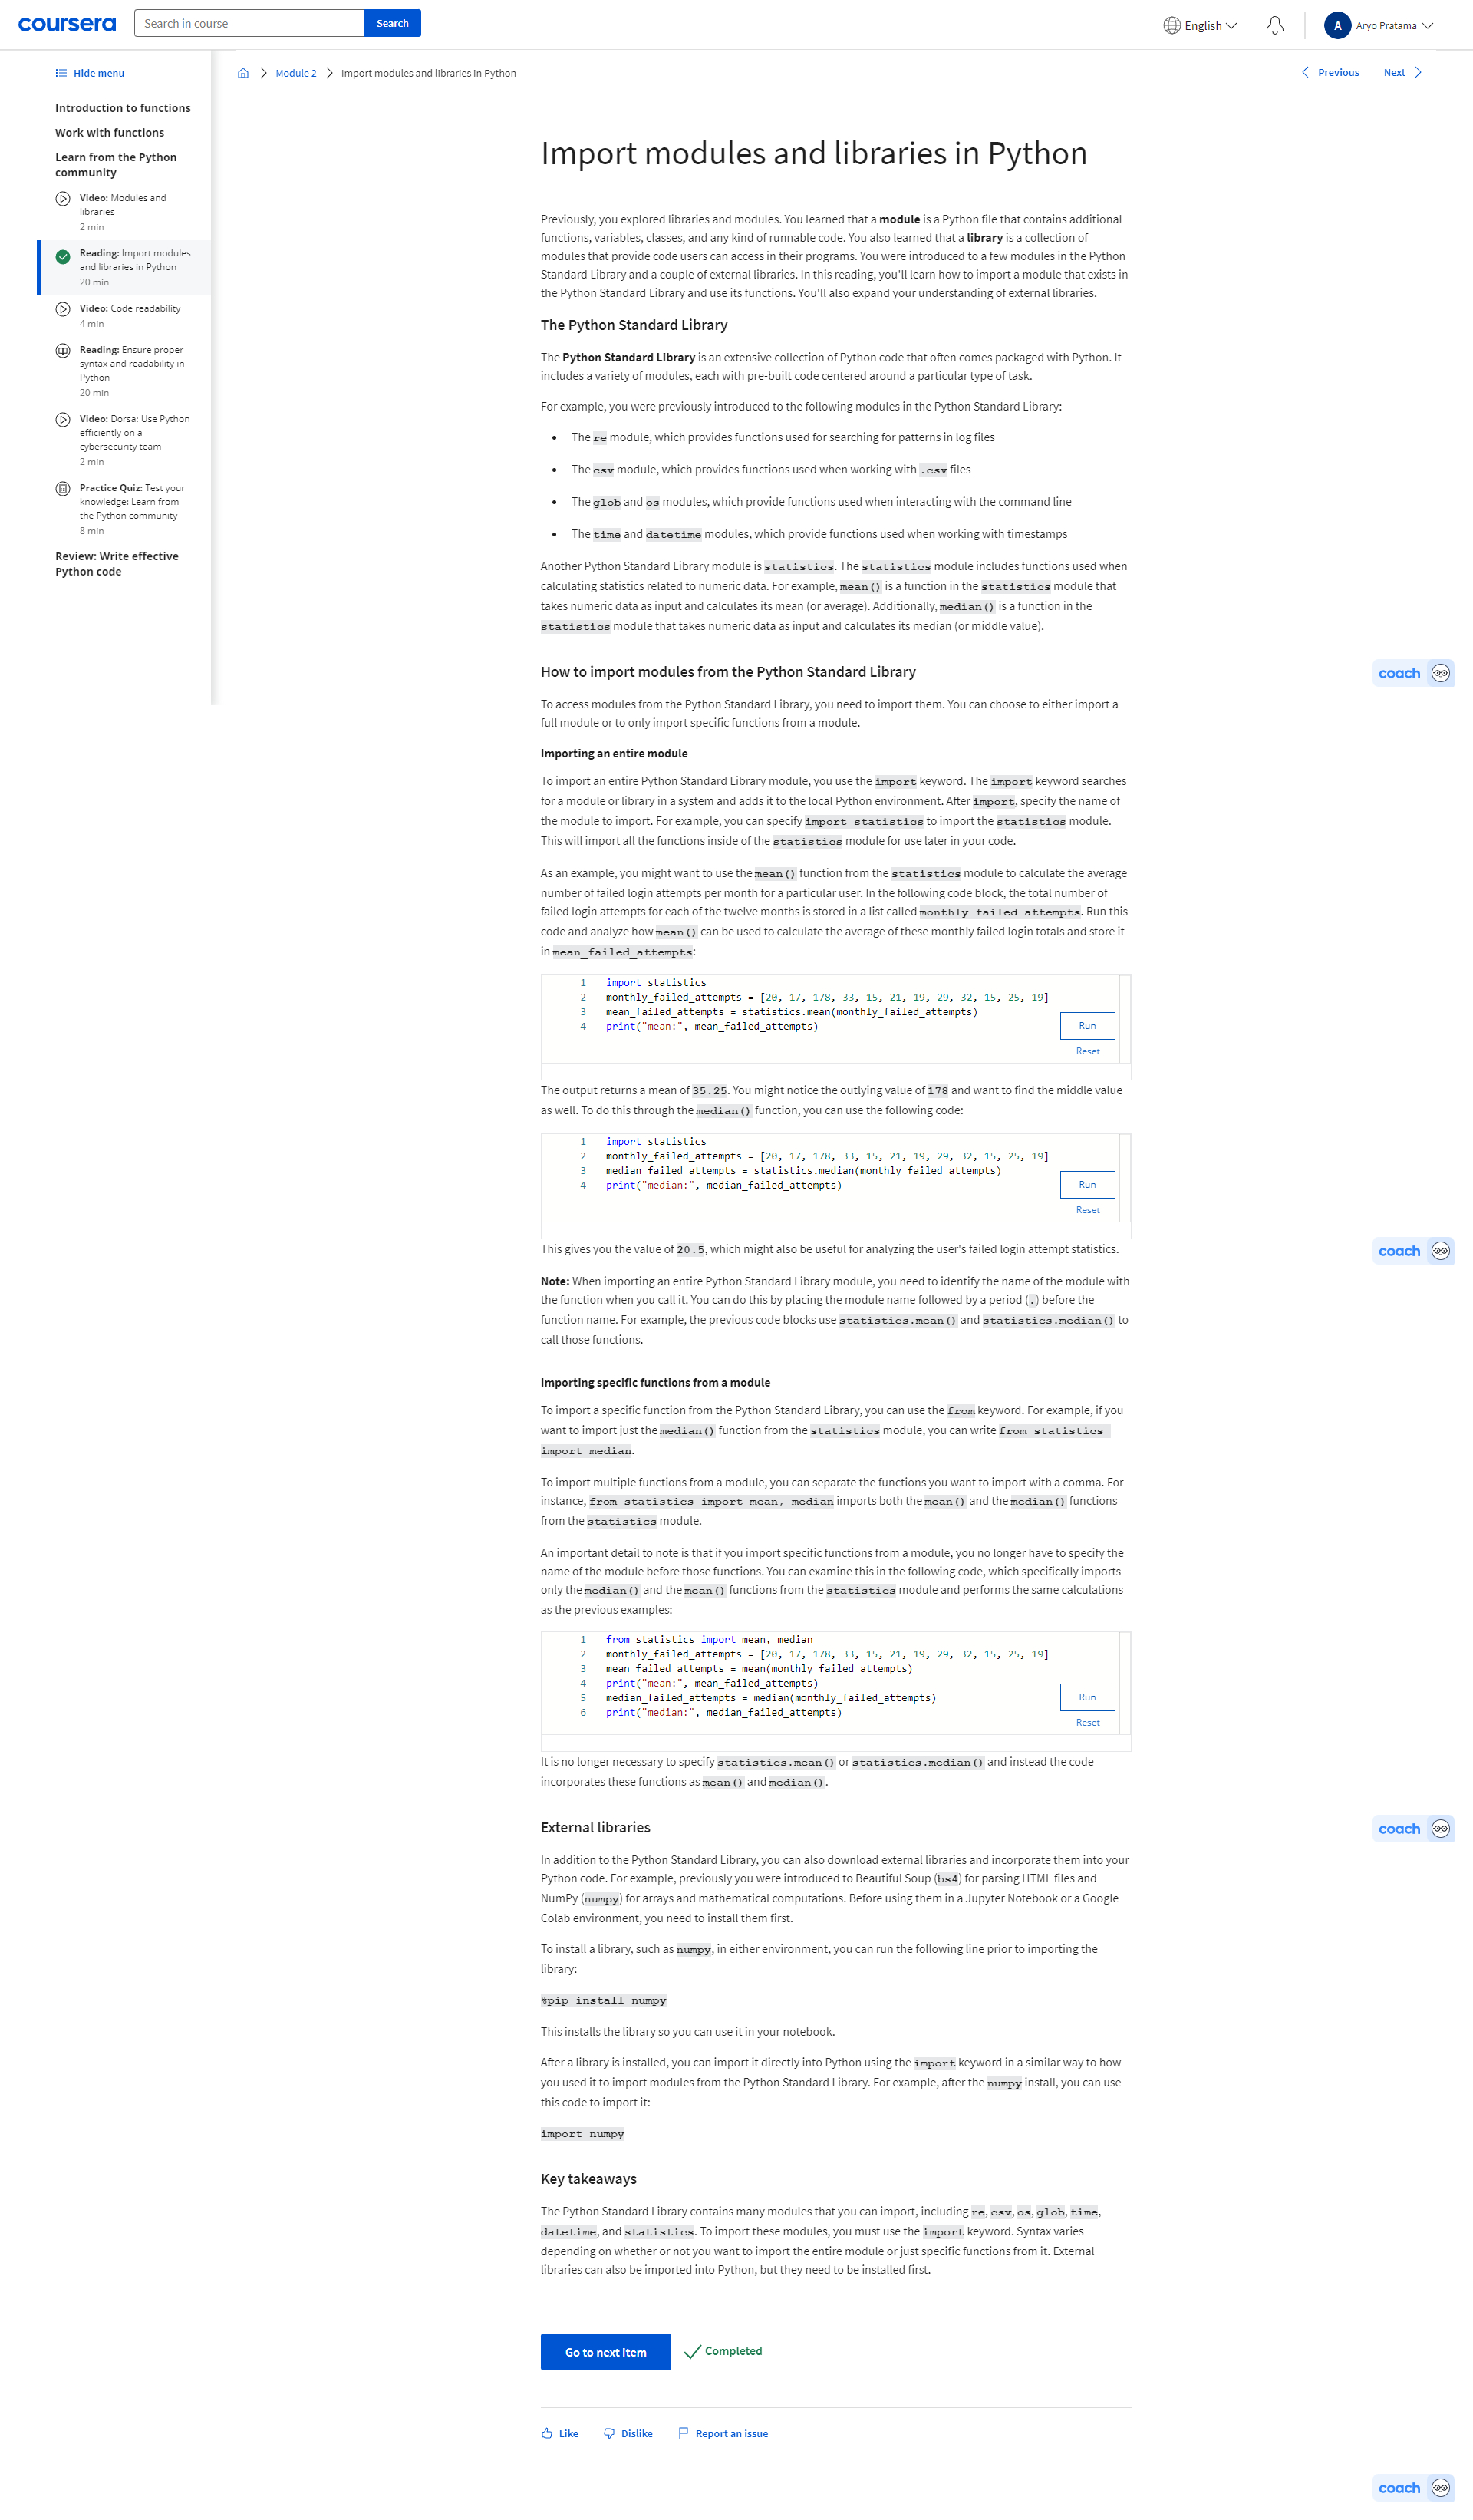 coursera
Search in course
Search
English
A
Aryo Pratama
Hide menu
Module 2
Import modules and libraries in Python
Previous
Next
Introduction to functions
Work with functions
Learn from the Python
community
Video: Modules and
libraries
2 min
Reading: Import modules
and libraries in Python
20 min
Video: Code readability
4 min
Reading: Ensure proper
syntax and readability in
Python
20 min
Video: Dorsa: Use Python
efficiently on a
cybersecurity team
2 min
Practice Quiz: Test your
knowledge: Learn from
the Python community
8 min
Review: Write effective
Python code
Import modules and libraries in Python
Previously, you explored libraries and modules. You learned that a module is a Python file that contains additional
functions, variables, classes, and any kind of runnable code. You also learned that a library is a collection of
modules that provide code users can access in their programs. You were introduced to a few modules in the Python
Standard Library and a couple of external libraries. In this reading, you'll learn how to import a module that exists in
the Python Standard Library and use its functions. You'll also expand your understanding of external libraries.
The Python Standard Library
The Python Standard Library is an extensive collection of Python code that often comes packaged with Python. It
includes a variety of modules, each with pre-built code centered around a particular type of task.
For example, you were previously introduced to the following modules in the Python Standard Library:
• The re module, which provides functions used for searching for patterns in log files
• The csv module, which provides functions used when working with .csv files
• The glob and os modules, which provide functions used when interacting with the command line
• The time and datetime modules, which provide functions used when working with timestamps
Another Python Standard Library module is statistics. The statistics module includes functions used when
calculating statistics related to numeric data. For example, mean() is a function in the statistics module that
takes numeric data as input and calculates its mean (or average). Additionally, median() is a function in the
statistics module that takes numeric data as input and calculates its median (or middle value).
How to import modules from the Python Standard Library
coach
To access modules from the Python Standard Library, you need to import them. You can choose to either import a
full module or to only import specific functions from a module.
Importing an entire module
To import an entire Python Standard Library module, you use the import keyword. The import keyword searches
for a module or library in a system and adds it to the local Python environment. After import, specify the name of
the module to import. For example, you can specify import statistics to import the statistics module.
This will import all the functions inside of the statistics module for use later in your code.
As an example, you might want to use the mean() function from the statistics module to calculate the average
number of failed login attempts per month for a particular user. In the following code block, the total number of
failed login attempts for each of the twelve months is stored in a list called monthly_failed_attempts. Run this
code and analyze how mean() can be used to calculate the average of these monthly failed login totals and store it
in mean_failed_attempts:
1 import statistics
2 monthly_failed_attempts = [20, 17, 178, 33, 15, 21, 19, 29, 32, 15, 25, 19]
3 mean_failed_attempts = statistics.mean(monthly_failed_attempts)
4 print("mean:", mean_failed_attempts)
Run
Reset
The output returns a mean of 35.25. You might notice the outlying value of 178 and want to find the middle value
as well. To do this through the median() function, you can use the following code:
1 import statistics
2 monthly_failed_attempts = [20, 17, 178, 33, 15, 21, 19, 29, 32, 15, 25, 19]
3 median_failed_attempts = statistics.median(monthly_failed_attempts)
4 print("median:", median_failed_attempts)
Run
Reset
This gives you the value of 20.5, which might also be useful for analyzing the user's failed login attempt statistics.
coach
Note: When importing an entire Python Standard Library module, you need to identify the name of the module with
the function when you call it. You can do this by placing the module name followed by a period (.) before the
function name. For example, the previous code blocks use statistics.mean() and statistics.median() to
call those functions.
Importing specific functions from a module
To import a specific function from the Python Standard Library, you can use the from keyword. For example, if you
want to import just the median() function from the statistics module, you can write from statistics
import median.
To import multiple functions from a module, you can separate the functions you want to import with a comma. For
instance, from statistics import mean, median imports both the mean() and the median() functions
from the statistics module.
An important detail to note is that if you import specific functions from a module, you no longer have to specify the
name of the module before those functions. You can examine this in the following code, which specifically imports
only the median() and the mean() functions from the statistics module and performs the same calculations
as the previous examples:
1 from statistics import mean, median
2 monthly_failed_attempts = [20, 17, 178, 33, 15, 21, 19, 29, 32, 15, 25, 19]
3 mean_failed_attempts = mean(monthly_failed_attempts)
4 print("mean:", mean_failed_attempts)
5 median_failed_attempts = median(monthly_failed_attempts)
6 print("median:", median_failed_attempts)
Run
Reset
It is no longer necessary to specify statistics.mean() or statistics.median() and instead the code
incorporates these functions as mean() and median().
External libraries
coach
In addition to the Python Standard Library, you can also download external libraries and incorporate them into your
Python code. For example, previously you were introduced to Beautiful Soup (bs4) for parsing HTML files and
NumPy (numpy) for arrays and mathematical computations. Before using them in a Jupyter Notebook or a Google
Colab environment, you need to install them first.
To install a library, such as numpy, in either environment, you can run the following line prior to importing the
library:
%pip install numpy
This installs the library so you can use it in your notebook.
After a library is installed, you can import it directly into Python using the import keyword in a similar way to how
you used it to import modules from the Python Standard Library. For example, after the numpy install, you can use
this code to import it:
import numpy
Key takeaways
The Python Standard Library contains many modules that you can import, including re, csv, os, glob, time,
datetime, and statistics. To import these modules, you must use the import keyword. Syntax varies
depending on whether or not you want to import the entire module or just specific functions from it. External
libraries can also be imported into Python, but they need to be installed first.
Go to next item
Completed
Like
Dislike
Report an issue
coach